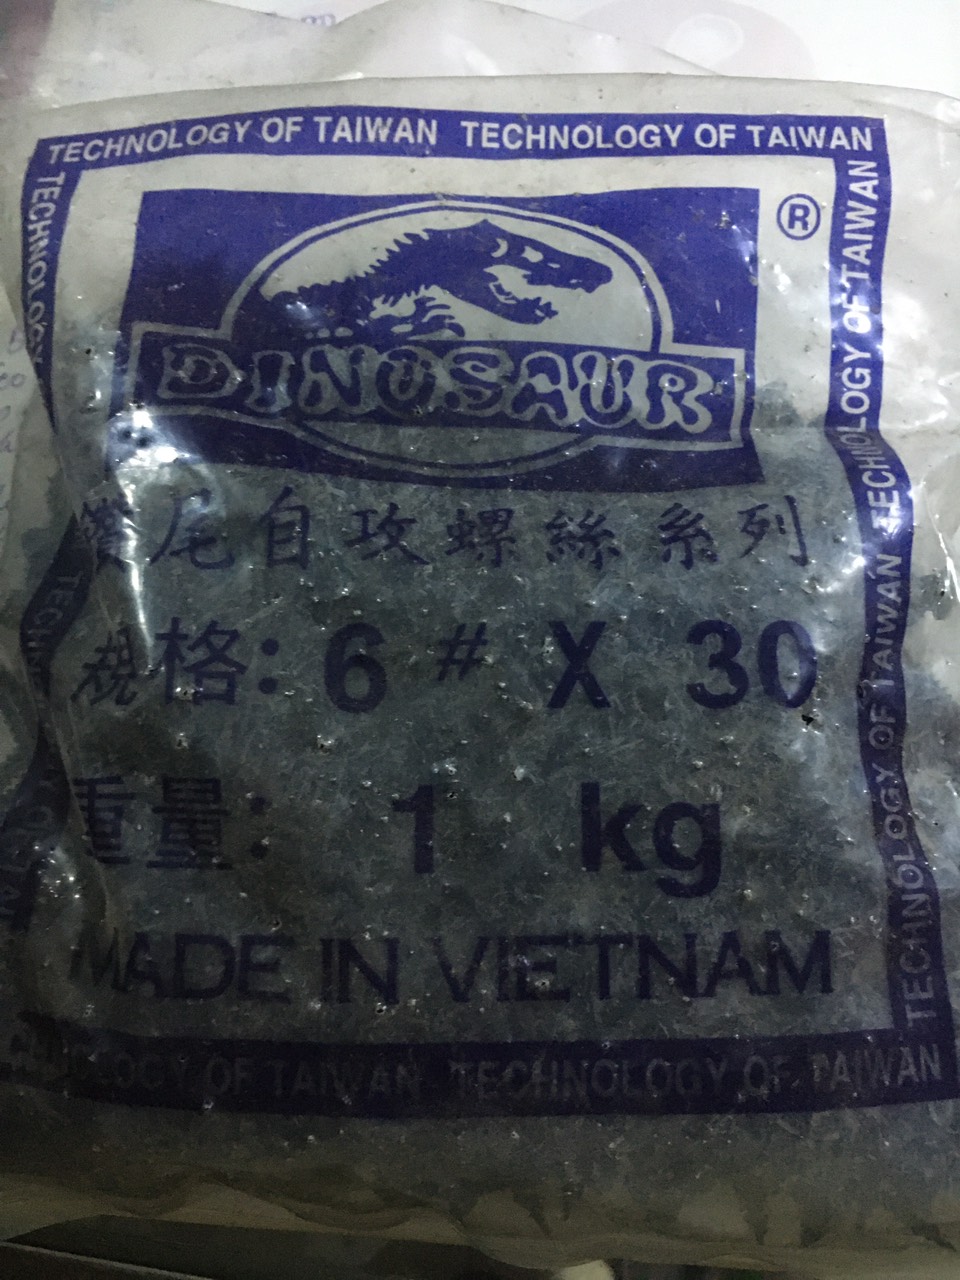 TECHNOLOGY OF TAIWAN TECHNOLOGY OF TAIWAN
TECHNOLOGY
TECHNOLOGY OF TAIWAN
TECHNOLOGY OF TAIWAN
TECHNOLOGY OF TAIWAN
®
DINOSAUR
鑽尾自攻螺絲系列
規格: 6 # X 30
重量: 1 kg
MADE IN VIETNAM
OF TAIWAN TECHNOLOGY OF TAIWAN